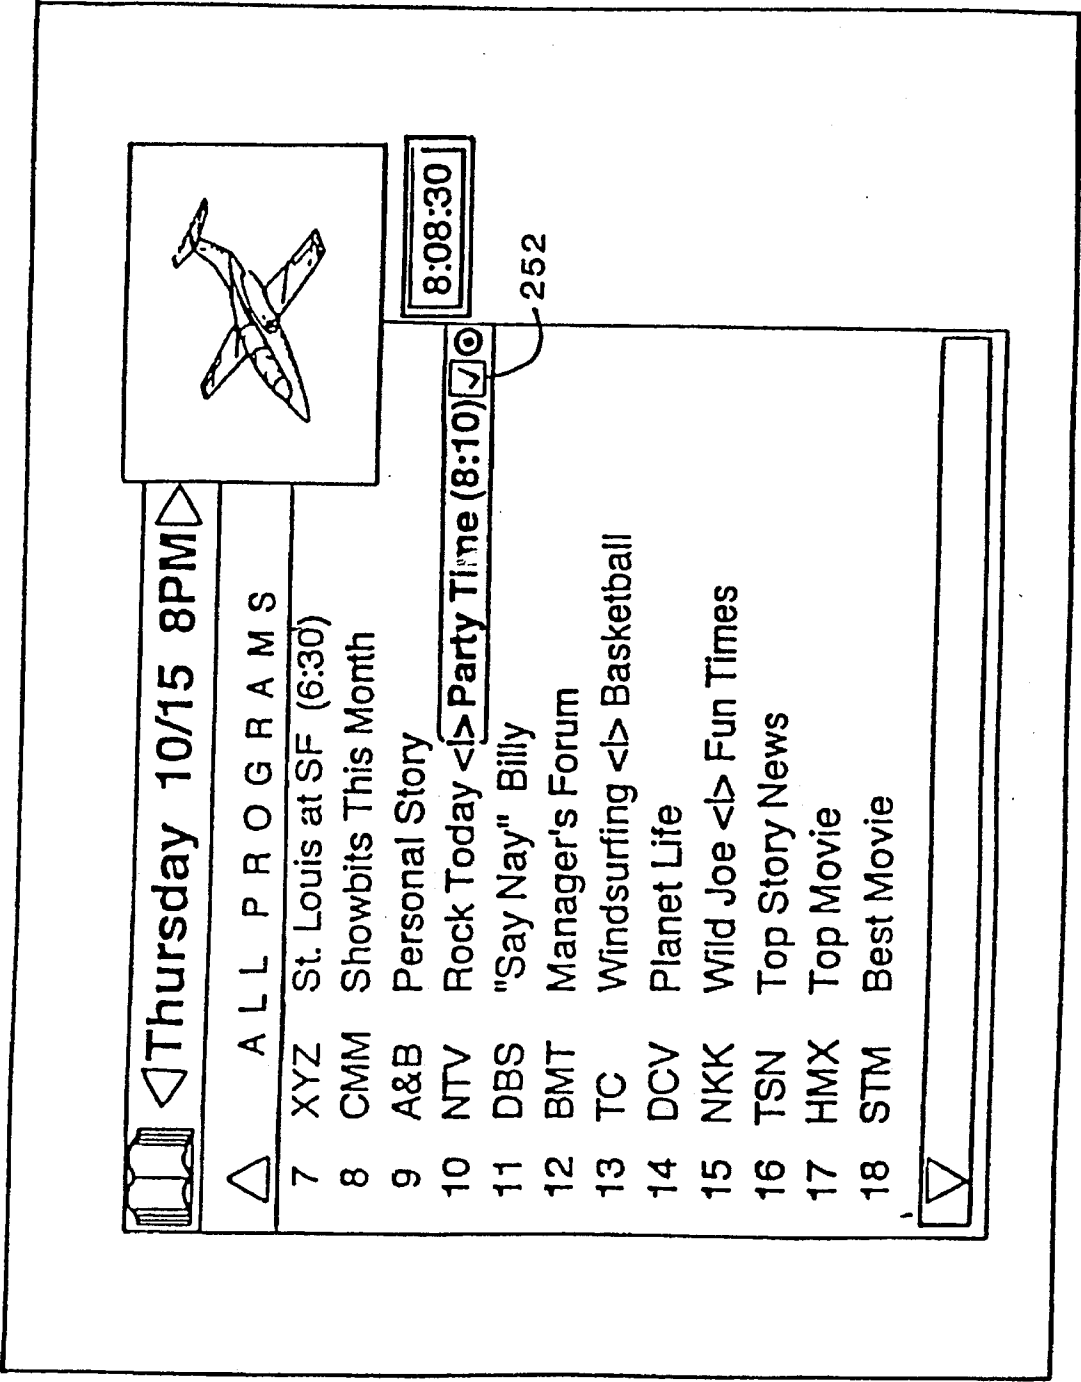 Thursday 10/15 8PM
ALL PROGRAMS
8:08:30
7 XYZ St. Louis at SF (6:30)
8 CMM Showbits This Month
9 A&B Personal Story
10 NTV Rock Today <|> Party Time (8:10)
252
11 DBS "Say Nay" Billy
12 BMT Manager's Forum
13 TC Windsurfing <|> Basketball
14 DCV Planet Life
15 NKK Wild Joe <|> Fun Times
16 TSN Top Story News
17 HMX Top Movie
18 STM Best Movie